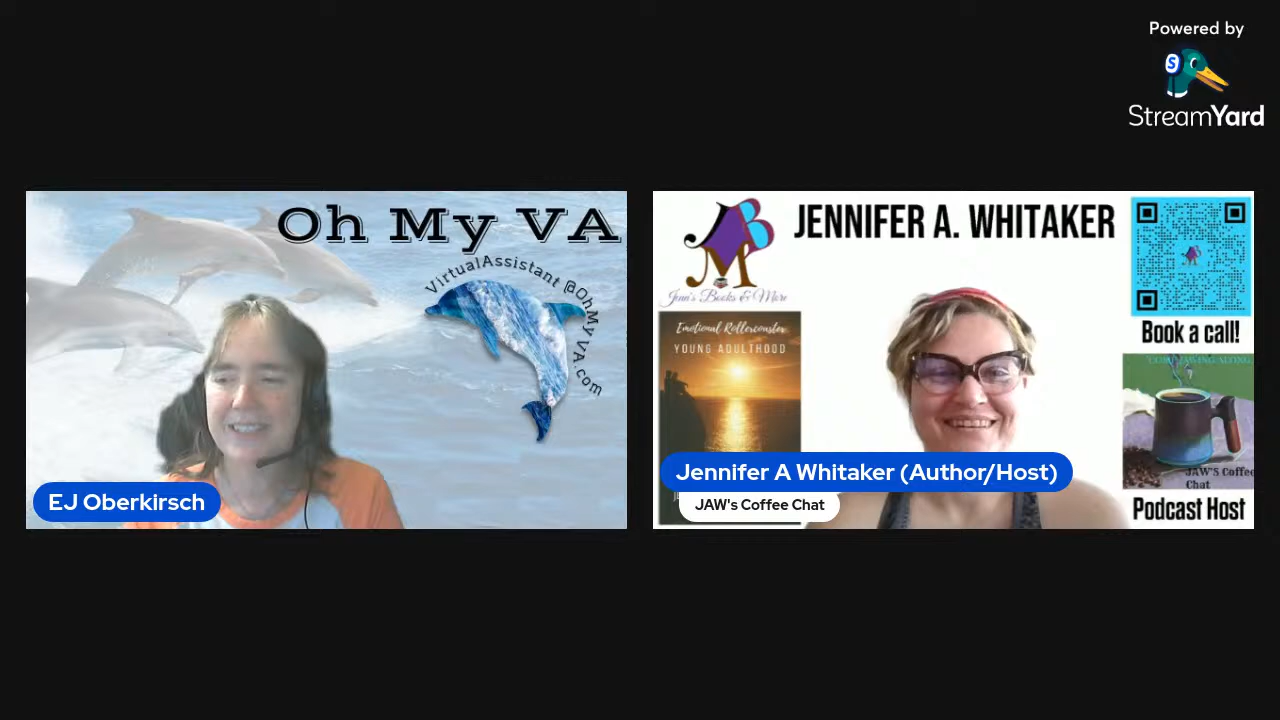 Powered by
StreamYard
Oh My VA
VirtualAssistant@OhMyVA.com
EJ Oberkirsch
JENNIFER A. WHITAKER
Jenn's Books & More
Emotional Rollercoaster
YOUNG ADULTHOOD
Book a call!
JAW'S Coffee
Chat
Podcast Host
Jennifer A Whitaker (Author/Host)
JAW's Coffee Chat